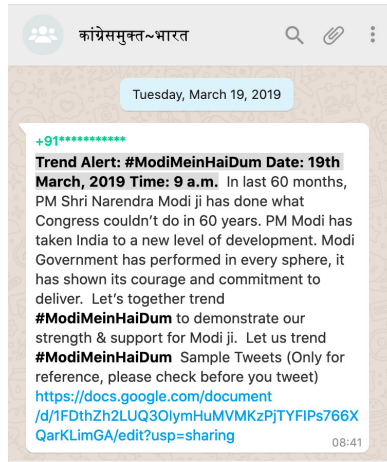 कांग्रेसमुक्त~भारत
Tuesday, March 19, 2019
+91***********
Trend Alert: #ModiMeinHaiDum Date: 19th
March, 2019 Time: 9 a.m. In last 60 months,
PM Shri Narendra Modi ji has done what
Congress couldn’t do in 60 years. PM Modi has
taken India to a new level of development. Modi
Government has performed in every sphere, it
has shown its courage and commitment to
deliver. Let’s together trend
#ModiMeinHaiDum to demonstrate our
strength & support for Modi ji. Let us trend
#ModiMeinHaiDum Sample Tweets (Only for
reference, please check before you tweet)
https://docs.google.com/document
/d/1FDthZh2LUQ3OlymHuMVMKzPjTYFIPs766X
QarKLimGA/edit?usp=sharing
08:41